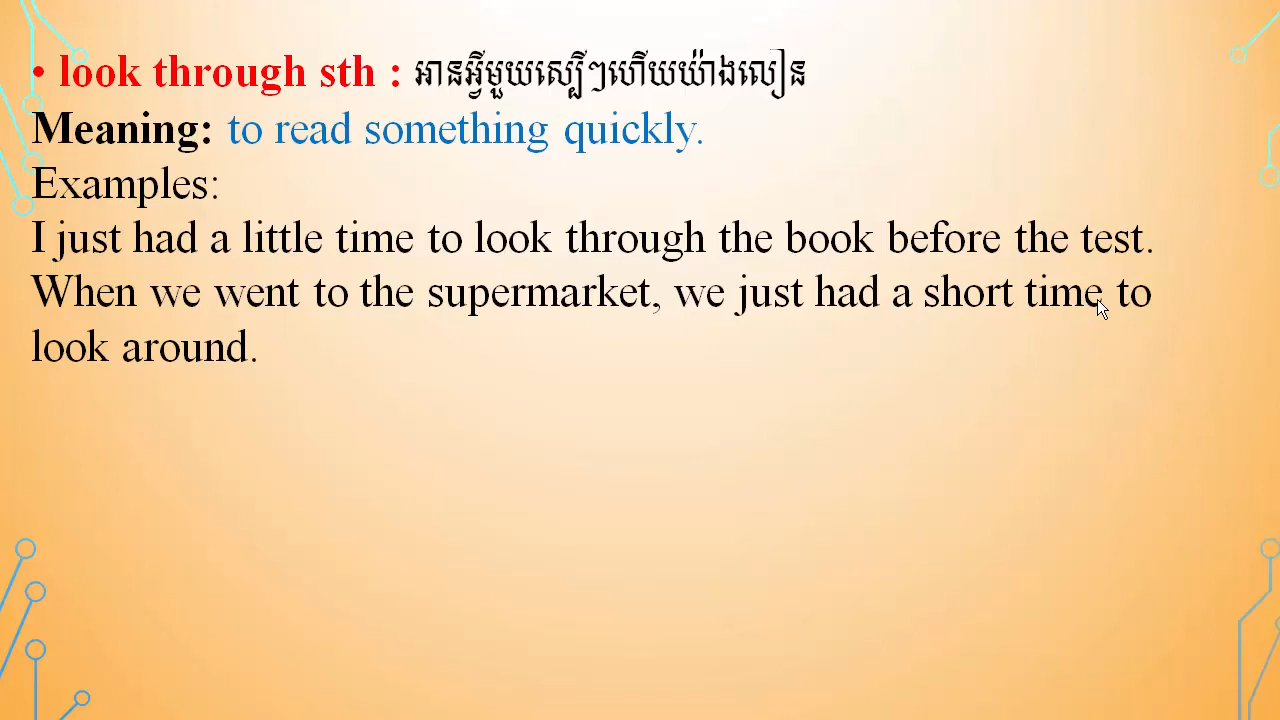 • look through sth : អានអ្វីមួយស្បើៗហើយយ៉ាងលឿន
Meaning: to read something quickly.
Examples:
I just had a little time to look through the book before the test.
When we went to the supermarket, we just had a short time to
look around.